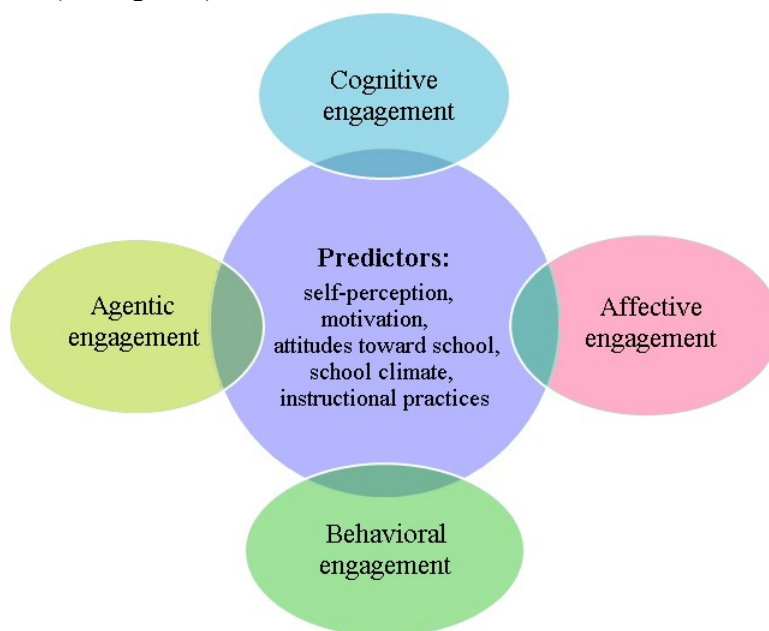 Cognitive
engagement
Predictors:
self-perception,
motivation,
attitudes toward school,
school climate,
instructional practices
Agentic
engagement
Affective
engagement
Behavioral
engagement